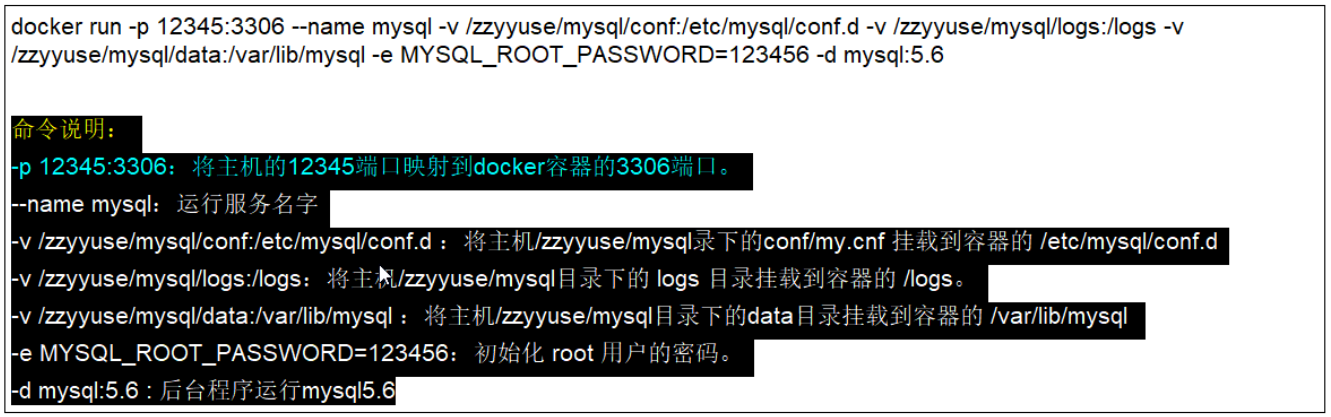 docker run -p 12345:3306 --name mysql -v /zzyyuse/mysql/conf:/etc/mysql/conf.d -v /zzyyuse/mysql/logs:/logs -v
/zzyyuse/mysql/data:/var/lib/mysql -e MYSQL_ROOT_PASSWORD=123456 -d mysql:5.6
命令说明：
-p 12345:3306：将主机的12345端口映射到docker容器的3306端口。
--name mysql：运行服务名字
-v /zzyyuse/mysql/conf:/etc/mysql/conf.d ：将主机/zzyyuse/mysql录下的conf/my.cnf 挂载到容器的 /etc/mysql/conf.d
-v /zzyyuse/mysql/logs:/logs：将主机/zzyyuse/mysql目录下的 logs 目录挂载到容器的 /logs。
-v /zzyyuse/mysql/data:/var/lib/mysql ：将主机/zzyyuse/mysql目录下的data目录挂载到容器的 /var/lib/mysql
-e MYSQL_ROOT_PASSWORD=123456：初始化 root 用户的密码。
-d mysql:5.6 : 后台程序运行mysql5.6